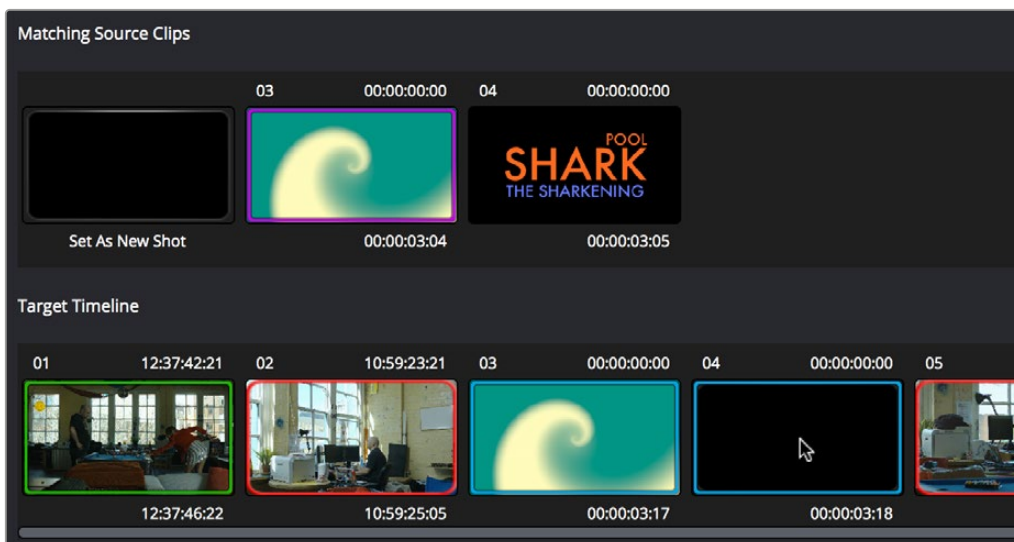 Matching Source Clips
03 00:00:00:00 04 00:00:00:00
POOL
SHARK
THE SHARKENING
Set As New Shot 00:00:03:04 00:00:03:05
Target Timeline
01 12:37:42:21 02 10:59:23:21 03 00:00:00:00 04 00:00:00:00 05
12:37:46:22 10:59:25:05 00:00:03:17 00:00:03:18